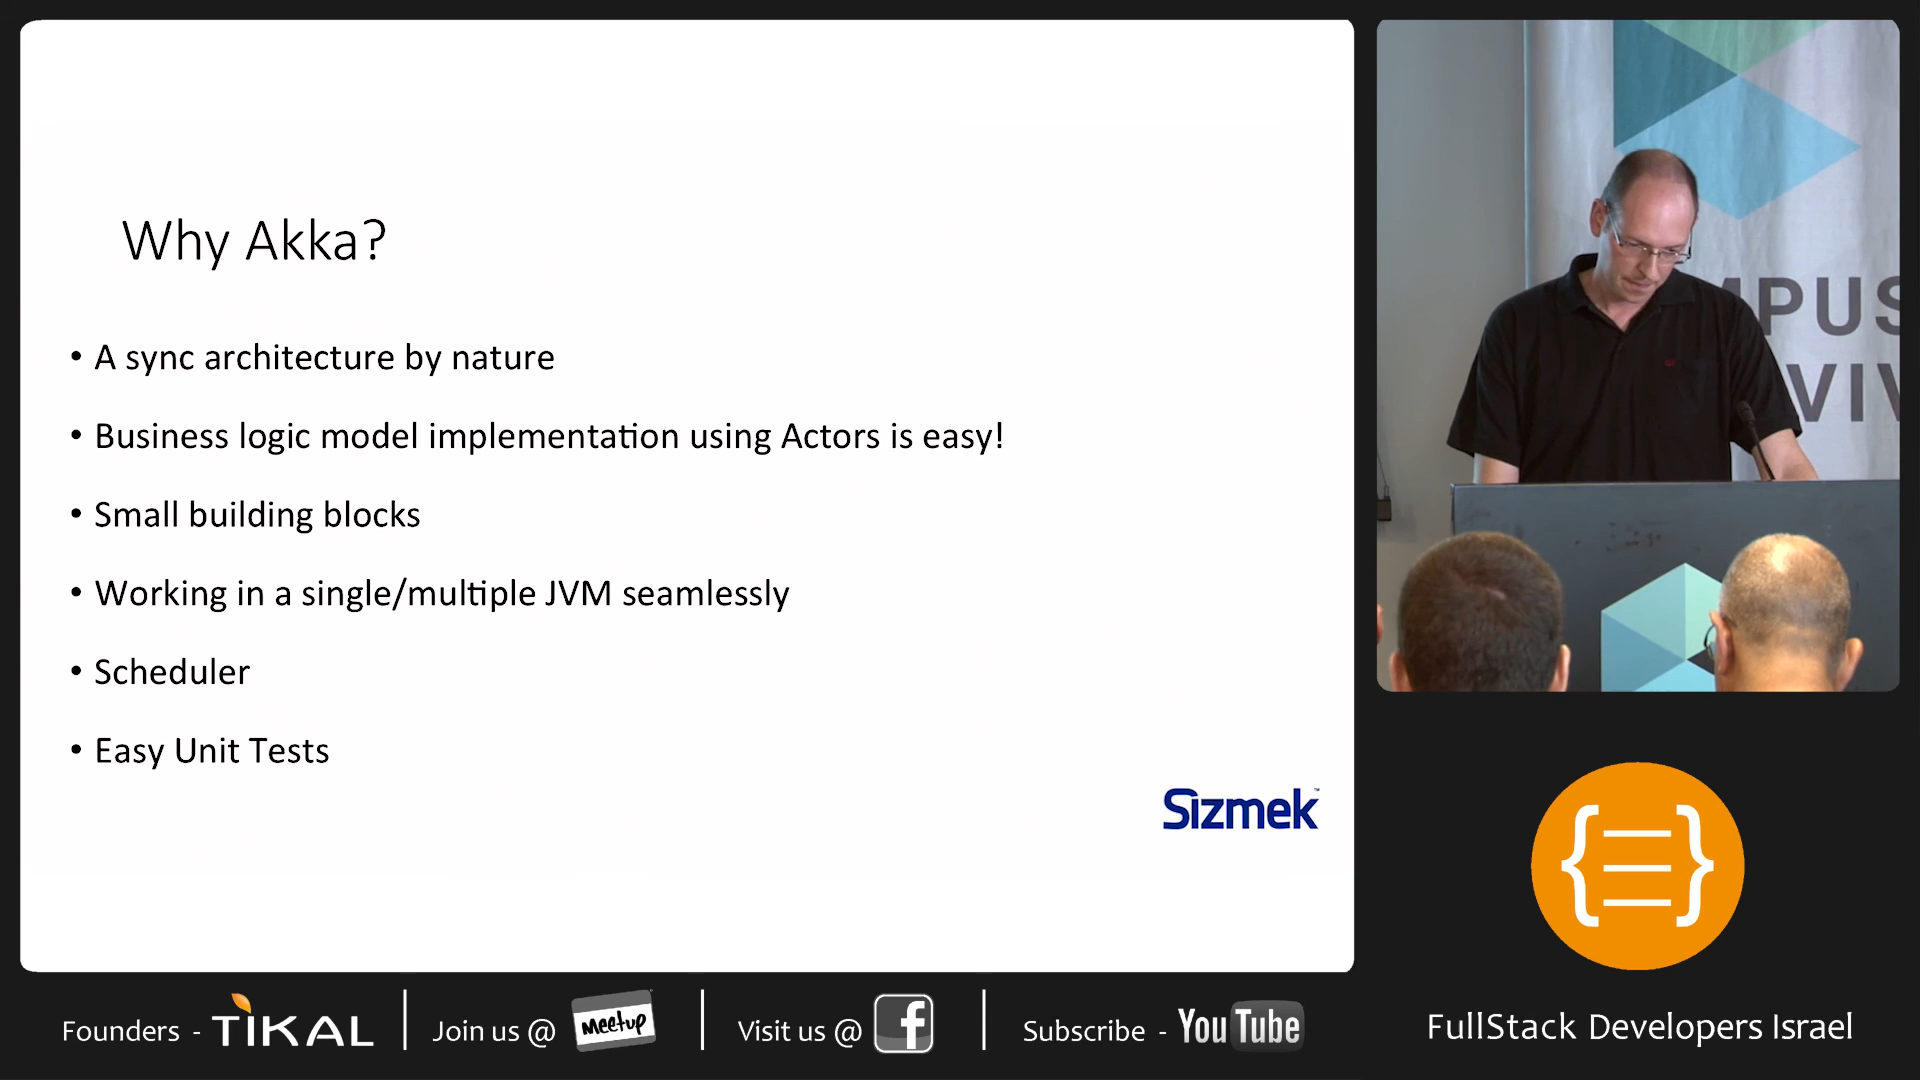 Why Akka?
• A sync architecture by nature
• Business logic model implementation using Actors is easy!
• Small building blocks
• Working in a single/multiple JVM seamlessly
• Scheduler
• Easy Unit Tests
Sizmek™
MPUS
VIV
Founders - TIKAL
Join us @ Meetup
Visit us @ f
Subscribe - YouTube
{≡}
FullStack Developers Israel